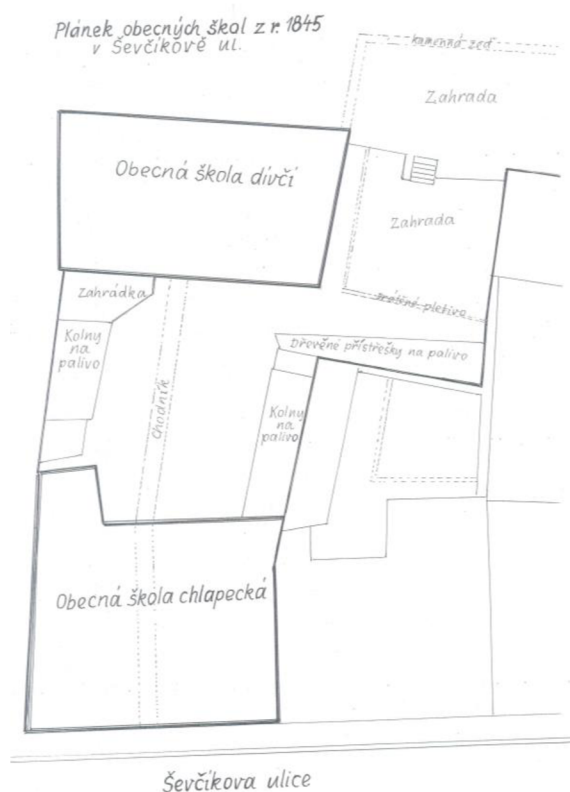 Plánek obecných škol z r. 1845
v Ševčíkově ul.
kamenná zeď
Zahrada
Obecná škola dívčí
Zahrada
Zahrádka
drátěné pletivo
Kolny
na
palivo
Dřevěné přístřešky na palivo
Chodník
Kolny
na
palivo
Obecná škola chlapecká
Ševčíkova ulice